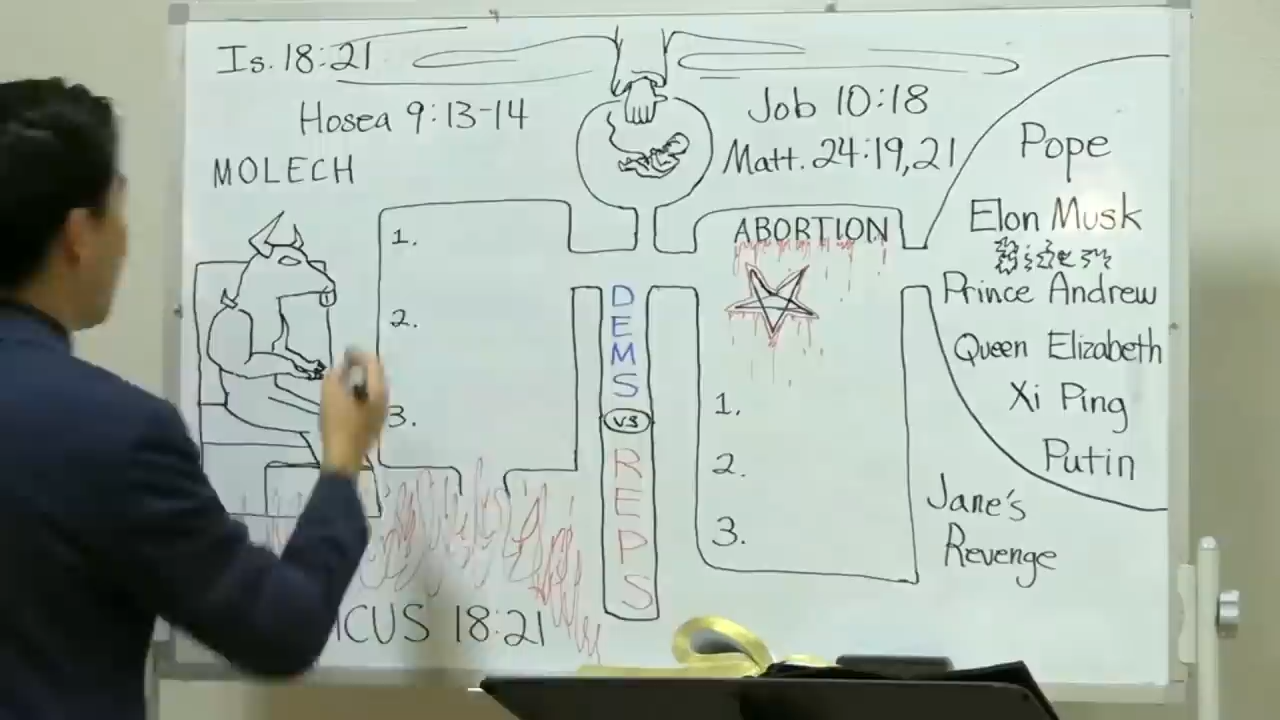 Is. 18:21
Hosea 9:13-14
MOLECH
1.
2.
3.
ICUS 18:21
DEMS
vs
REPS
Job 10:18
Matt. 24:19,21
ABORTION
1.
2.
3.
Pope
Elon Musk
Prince Andrew
Queen Elizabeth
Xi Ping
Putin
Jane's
Revenge